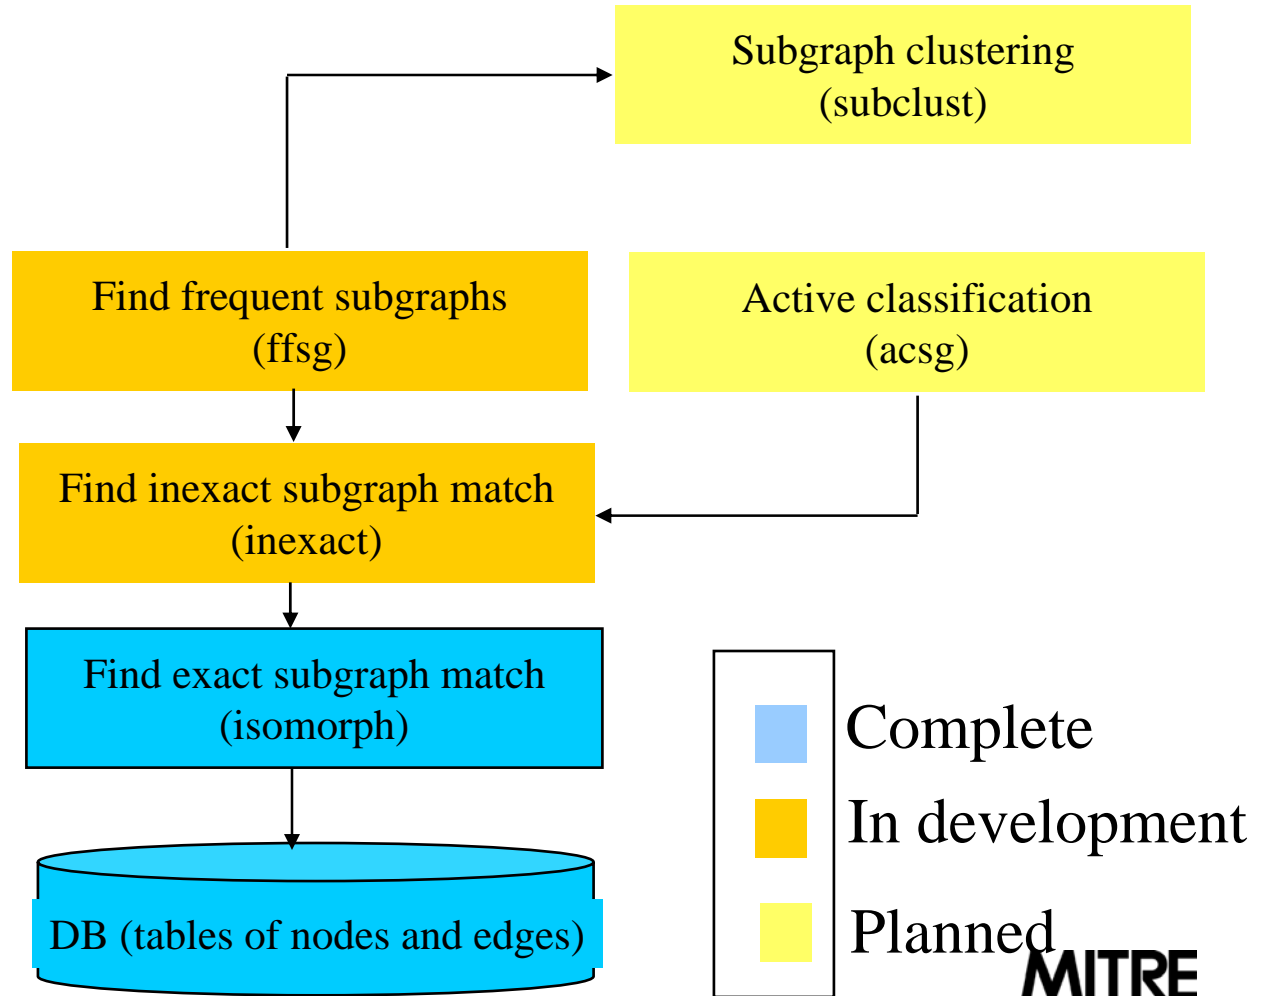 Subgraph clustering
(subclust)
Find frequent subgraphs
(ffsg)
Active classification
(acsg)
Find inexact subgraph match
(inexact)
Find exact subgraph match
(isomorph)
DB (tables of nodes and edges)
Complete
In development
Planned
MITRE